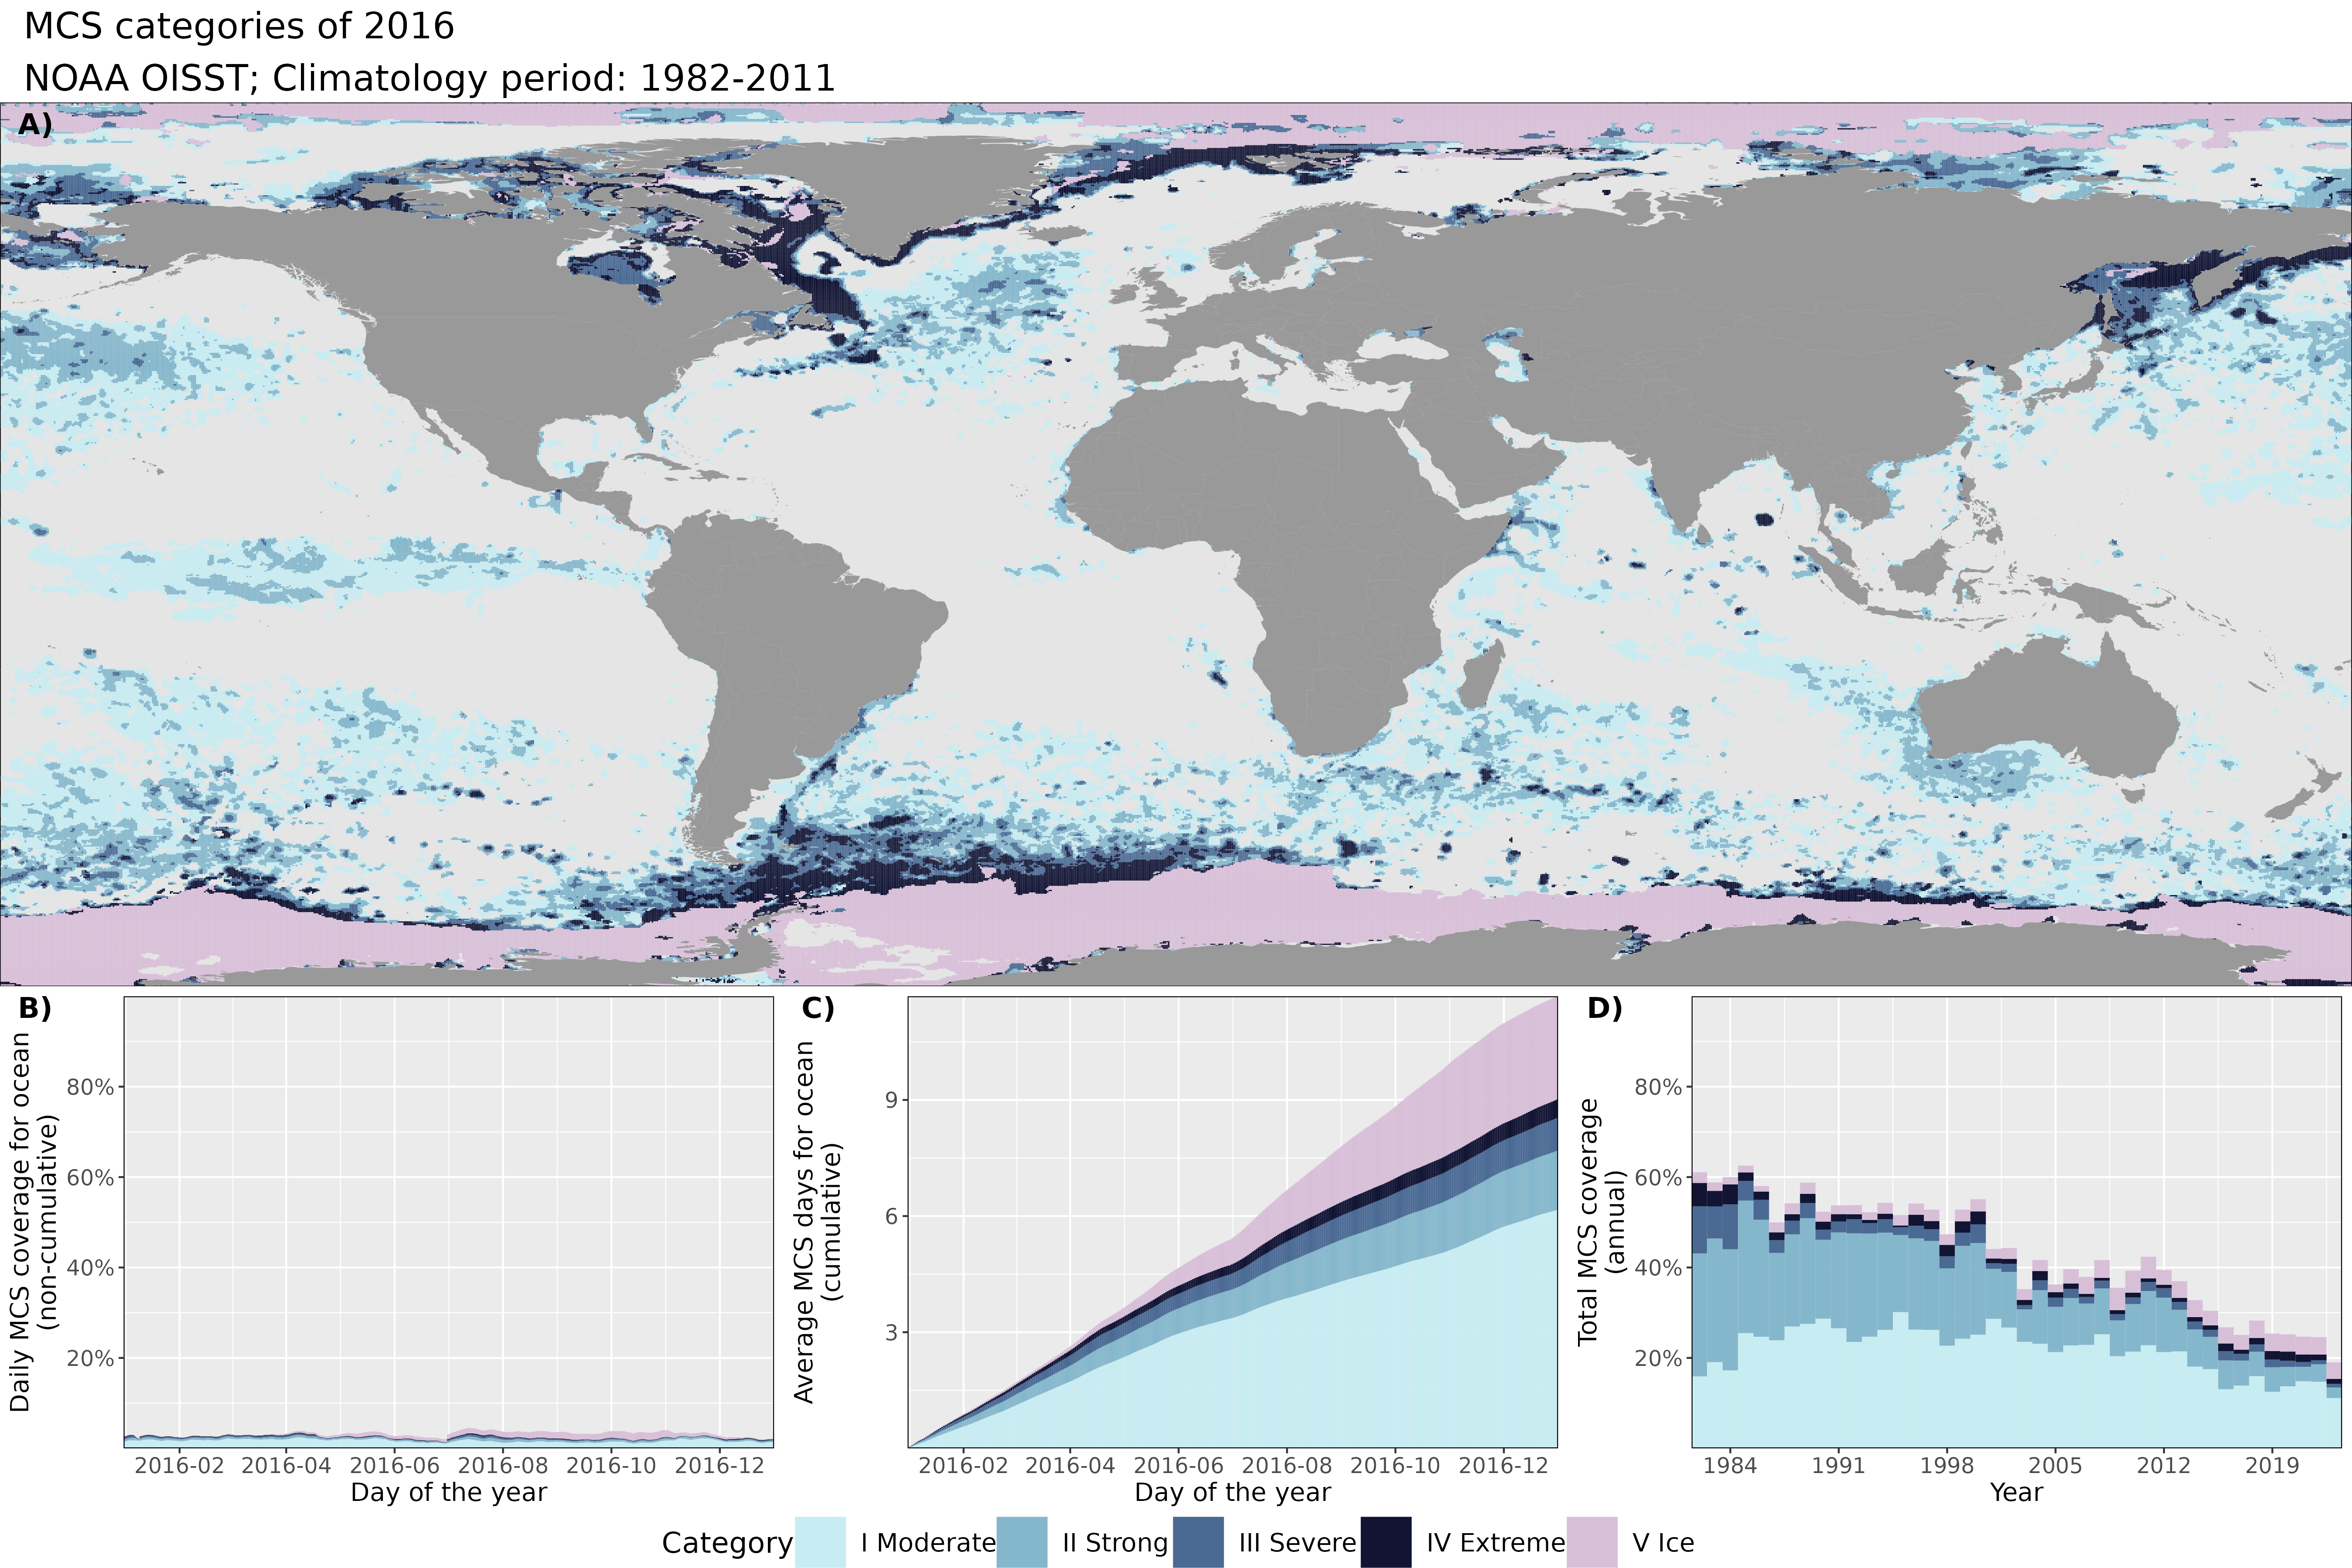 MCS categories of 2016
NOAA OISST; Climatology period: 1982-2011
A)
B)
Daily MCS coverage for ocean
(non-cumulative)
80%
60%
40%
20%
2016-02 2016-04 2016-06 2016-08 2016-10 2016-12
Day of the year
C)
Average MCS days for ocean
(cumulative)
9
6
3
2016-02 2016-04 2016-06 2016-08 2016-10 2016-12
Day of the year
D)
Total MCS coverage
(annual)
80%
60%
40%
20%
1984 1991 1998 2005 2012 2019
Year
Category I Moderate II Strong III Severe IV Extreme V Ice